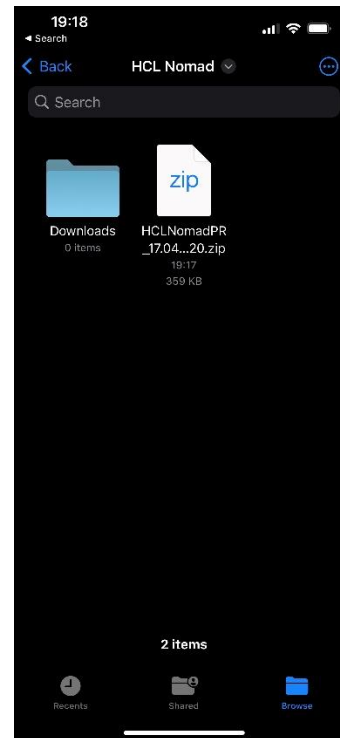 19:18
Search
Back
HCL Nomad
Search
zip
Downloads
0 items
HCLNomadPR
_17.04...20.zip
19:17
359 KB
2 items
Recents
Shared
Browse